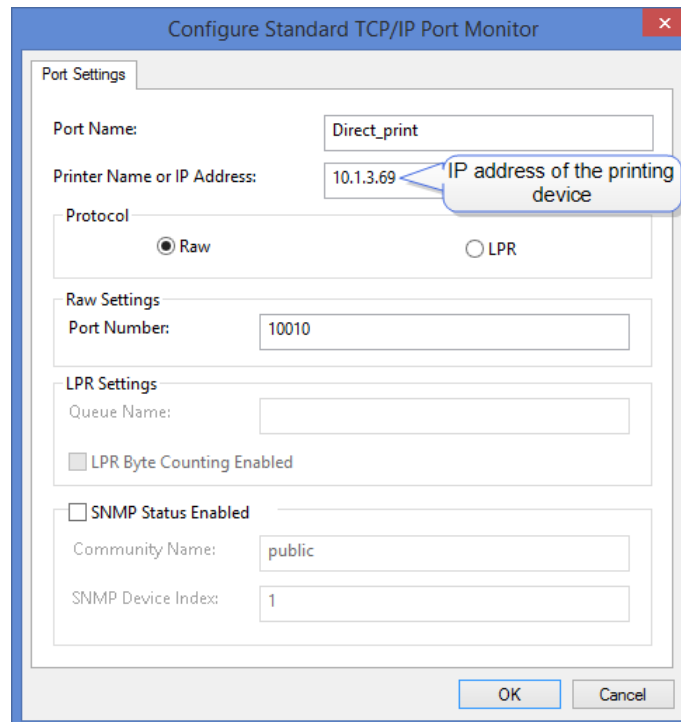 Configure Standard TCP/IP Port Monitor
Port Settings
Port Name: Direct_print
Printer Name or IP Address: 10.1.3.69
IP address of the printing
device
Protocol
Raw LPR
Raw Settings
Port Number: 10010
LPR Settings
Queue Name:
LPR Byte Counting Enabled
SNMP Status Enabled
Community Name: public
SNMP Device Index: 1
OK Cancel